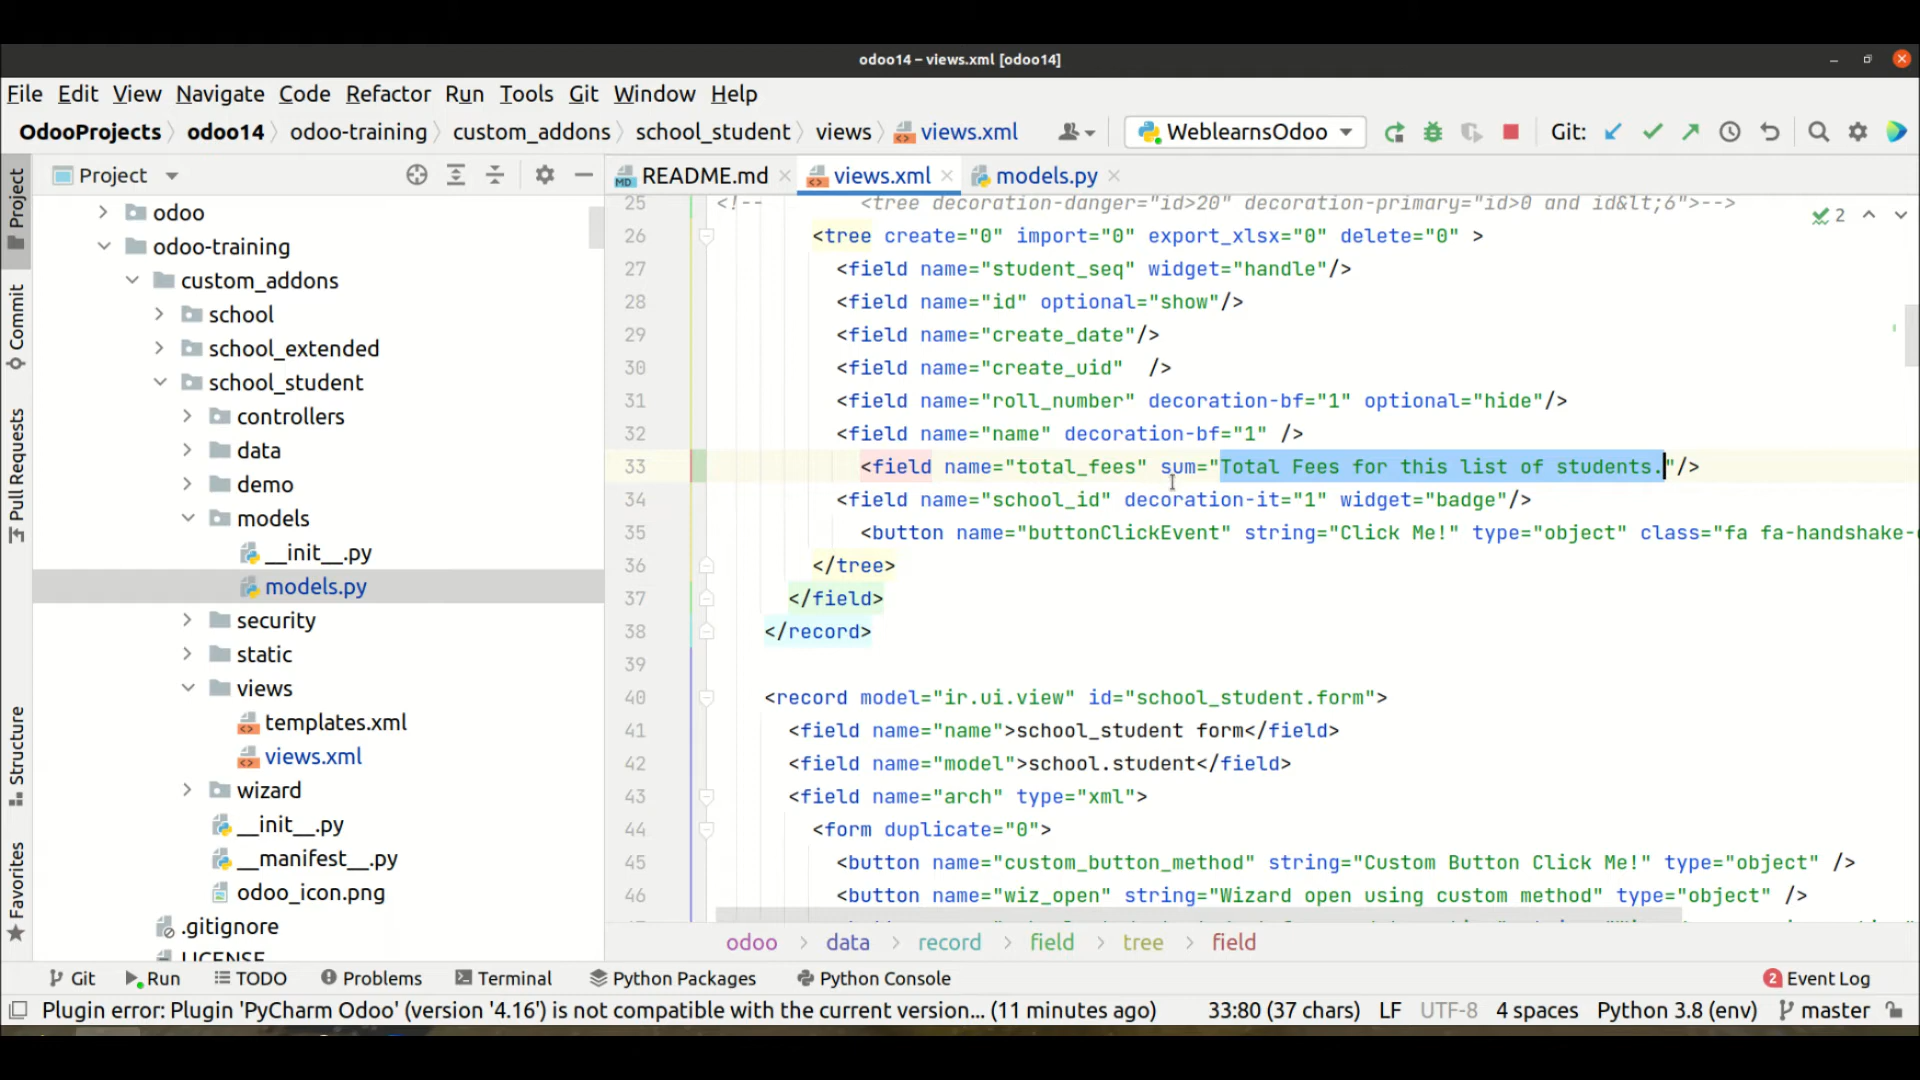 odoo14 – views.xml [odoo14]
File Edit View Navigate Code Refactor Run Tools Git Window Help
OdooProjects odoo14 odoo-training custom_addons school_student views views.xml WeblearnsOdoo Git:
Project README.md views.xml models.py
Project
Commit
Pull Requests
Structure
Favorites
odoo
odoo-training
custom_addons
school
school_extended
school_student
controllers
data
demo
models
__init__.py
models.py
security
static
views
templates.xml
views.xml
wizard
__init__.py
__manifest__.py
odoo_icon.png
.gitignore
LICENSE
2
25 <!-- <tree decoration-danger="id>20" decoration-primary="id>0 and id&lt;6">-->
26 <tree create="0" import="0" export_xlsx="0" delete="0" >
27 <field name="student_seq" widget="handle"/>
28 <field name="id" optional="show"/>
29 <field name="create_date"/>
30 <field name="create_uid" />
31 <field name="roll_number" decoration-bf="1" optional="hide"/>
32 <field name="name" decoration-bf="1" />
33 <field name="total_fees" sum="Total Fees for this list of students."/>
34 <field name="school_id" decoration-it="1" widget="badge"/>
35 <button name="buttonClickEvent" string="Click Me!" type="object" class="fa fa-handshake-
36 </tree>
37 </field>
38 </record>
39
40 <record model="ir.ui.view" id="school_student.form">
41 <field name="name">school_student form</field>
42 <field name="model">school.student</field>
43 <field name="arch" type="xml">
44 <form duplicate="0">
45 <button name="custom_button_method" string="Custom Button Click Me!" type="object" />
46 <button name="wiz_open" string="Wizard open using custom method" type="object" />
odoo data record field tree field
Git Run TODO Problems Terminal Python Packages Python Console 2 Event Log
Plugin error: Plugin 'PyCharm Odoo' (version '4.16') is not compatible with the current version... (11 minutes ago) 33:80 (37 chars) LF UTF-8 4 spaces Python 3.8 (env) master